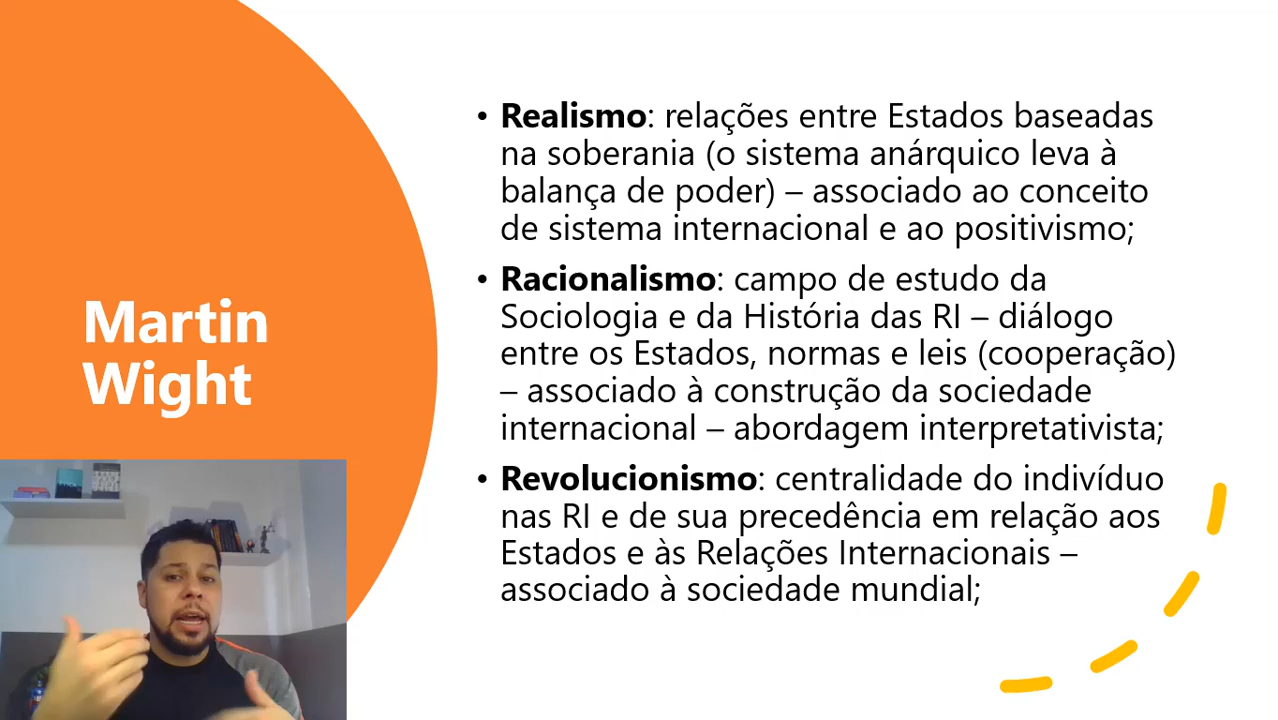 Martin
Wight
• Realismo: relações entre Estados baseadas
na soberania (o sistema anárquico leva à
balança de poder) – associado ao conceito
de sistema internacional e ao positivismo;
• Racionalismo: campo de estudo da
Sociologia e da História das RI – diálogo
entre os Estados, normas e leis (cooperação)
– associado à construção da sociedade
internacional – abordagem interpretativista;
• Revolucionismo: centralidade do indivíduo
nas RI e de sua precedência em relação aos
Estados e às Relações Internacionais –
associado à sociedade mundial;